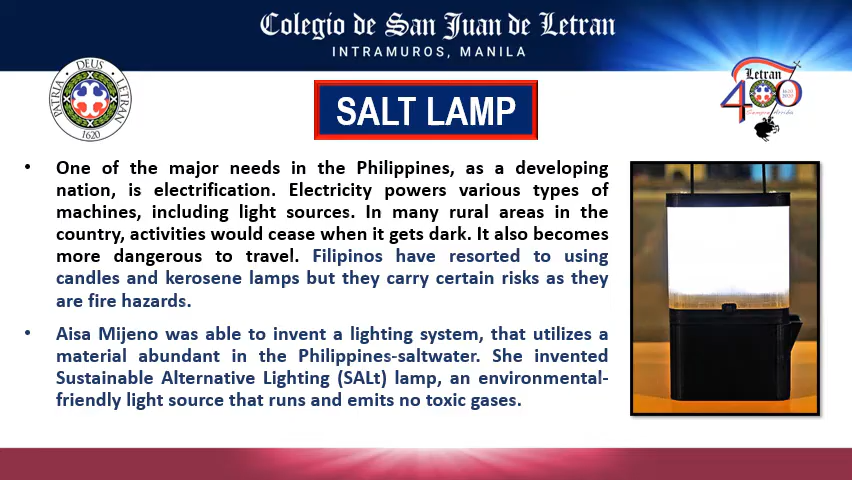 Colegio de San Juan de Letran
INTRAMUROS, MANILA
DEUS
PATRIA
LETRAN
1620
Letran
400
SALT LAMP
• One of the major needs in the Philippines, as a developing
nation, is electrification. Electricity powers various types of
machines, including light sources. In many rural areas in the
country, activities would cease when it gets dark. It also becomes
more dangerous to travel. Filipinos have resorted to using
candles and kerosene lamps but they carry certain risks as they
are fire hazards.
• Aisa Mijeno was able to invent a lighting system, that utilizes a
material abundant in the Philippines-saltwater. She invented
Sustainable Alternative Lighting (SALt) lamp, an environmental-
friendly light source that runs and emits no toxic gases.